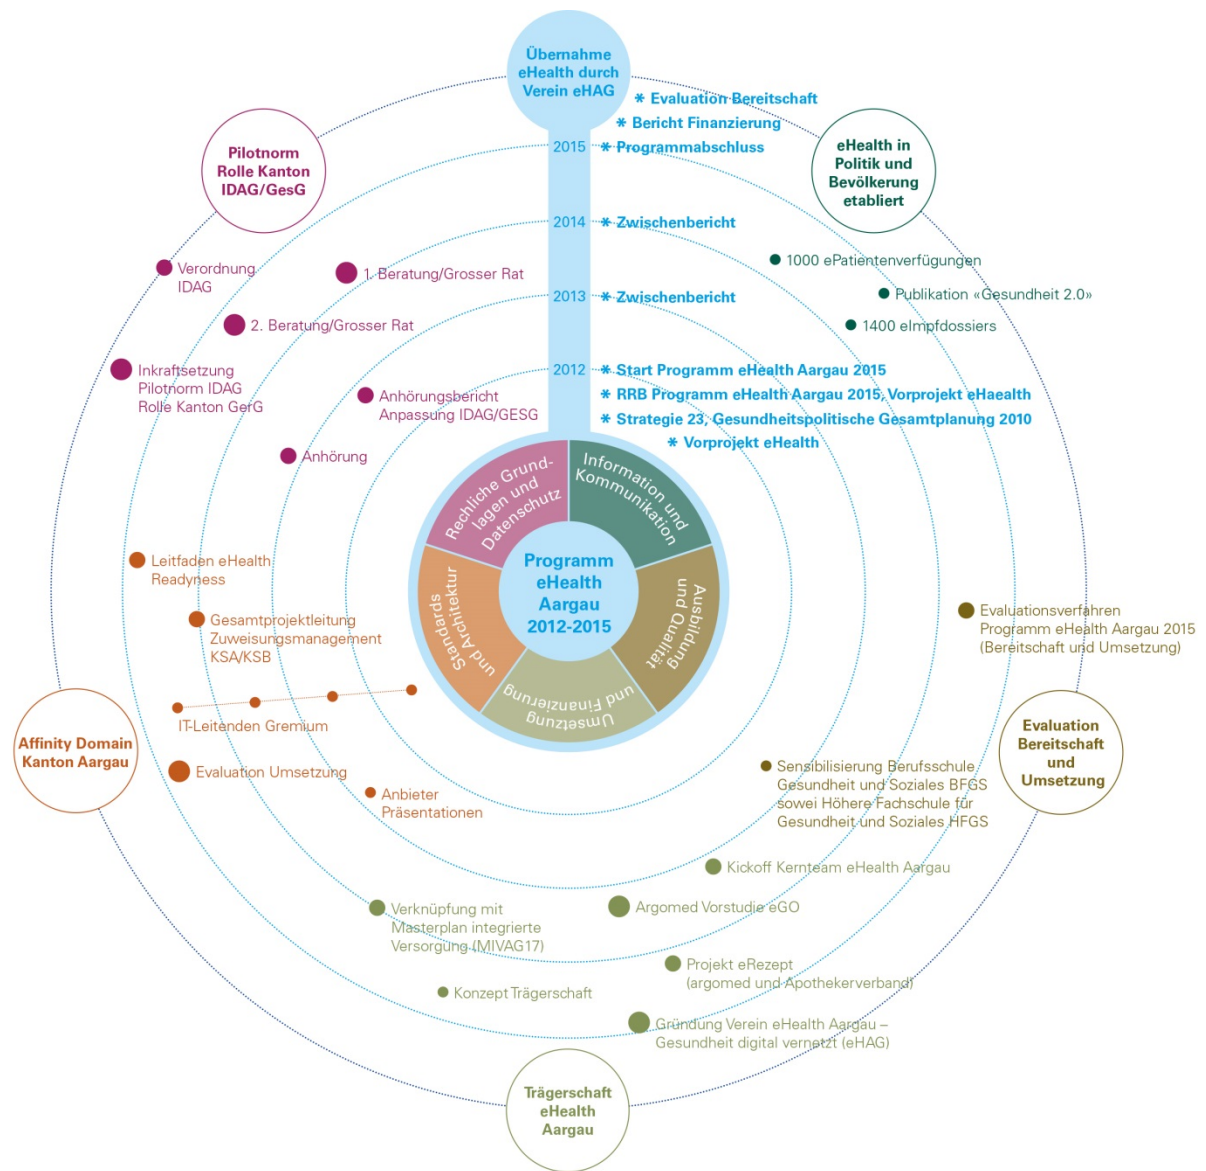 Übernahme
eHealth durch
Verein eHAG
* Evaluation Bereitschaft
* Bericht Finanzierung
2015
* Programmabschluss
2014
* Zwischenbericht
2013
* Zwischenbericht
2012
* Start Programm eHealth Aargau 2015
* RRB Programm eHealth Aargau 2015, Vorprojekt eHaealth
* Strategie 23, Gesundheitspolitische Gesamtplanung 2010
* Vorprojekt eHealth
Pilotnorm
Rolle Kanton
IDAG/GesG
Verordnung
IDAG
1. Beratung/Grosser Rat
2. Beratung/Grosser Rat
Inkraftsetzung
Pilotnorm IDAG
Rolle Kanton GerG
Anhörungsbericht
Anpassung IDAG/GESG
Anhörung
eHealth in
Politik und
Bevölkerung
etabliert
1000 ePatientenverfügungen
Publikation «Gesundheit 2.0»
1400 eImpfdossiers
Rechliche Grund-
lagen und
Datenschutz
Information und
Kommunikation
Ausbildung
und Qualität
Umsetzung
und Finanzierung
Standards
und Architektur
Programm
eHealth
Aargau
2012-2015
Leitfaden eHealth
Readyness
Gesamtprojektleitung
Zuweisungsmanagement
KSA/KSB
IT-Leitenden Gremium
Evaluation Umsetzung
Anbieter
Präsentationen
Affinity Domain
Kanton Aargau
Evaluationsverfahren
Programm eHealth Aargau 2015
(Bereitschaft und Umsetzung)
Evaluation
Bereitschaft
und
Umsetzung
Sensibilisierung Berufsschule
Gesundheit und Soziales BFGS
sowei Höhere Fachschule für
Gesundheit und Soziales HFGS
Kickoff Kernteam eHealth Aargau
Argomed Vorstudie eGO
Verknüpfung mit
Masterplan integrierte
Versorgung (MIVAG17)
Projekt eRezept
(argomed und Apothekerverband)
Konzept Trägerschaft
Gründung Verein eHealth Aargau –
Gesundheit digital vernetzt (eHAG)
Trägerschaft
eHealth
Aargau